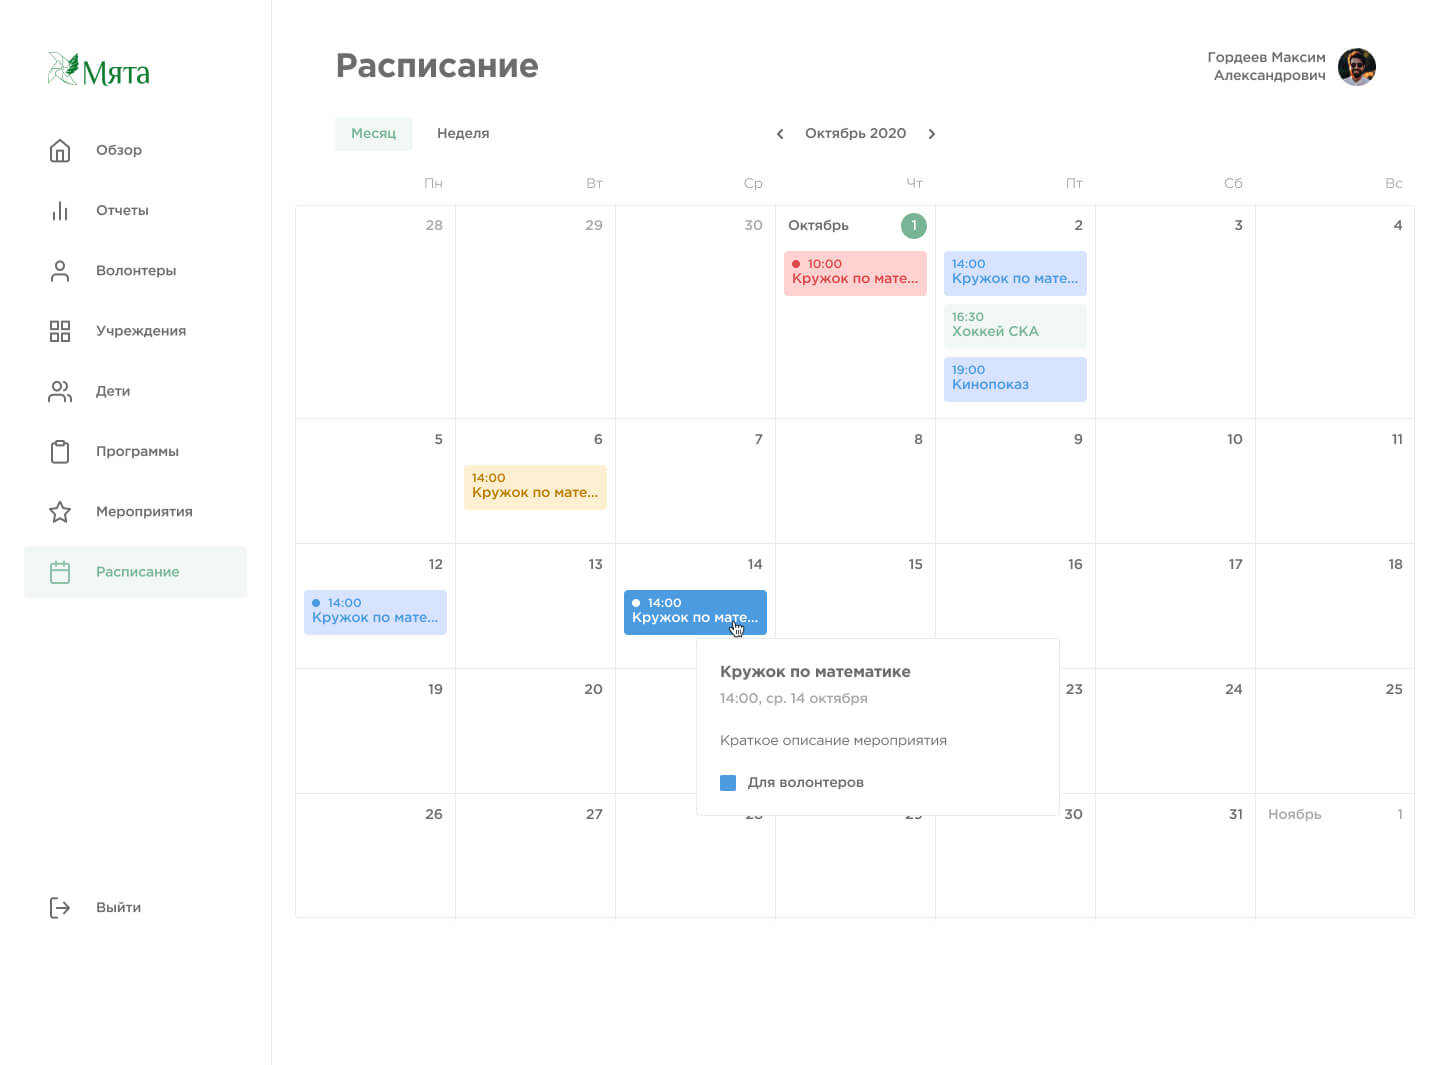 Мята
Обзор
Отчеты
Волонтеры
Учреждения
Дети
Программы
Мероприятия
Расписание
Выйти
Расписание
Гордеев Максим
Александрович
Месяц
Неделя
Октябрь 2020
Пн
Вт
Ср
Чт
Пт
Сб
Вс
28
29
30
Октябрь 1
10:00
Кружок по мате...
2
14:00
Кружок по мате...
16:30
Хоккей СКА
19:00
Кинопоказ
3
4
5
6
14:00
Кружок по мате...
7
8
9
10
11
12
14:00
Кружок по мате...
13
14
14:00
Кружок по мате...
15
16
17
18
Кружок по математике
14:00, ср. 14 октября
Краткое описание мероприятия
Для волонтеров
19
20
23
24
25
26
27
28
29
30
31
Ноябрь 1